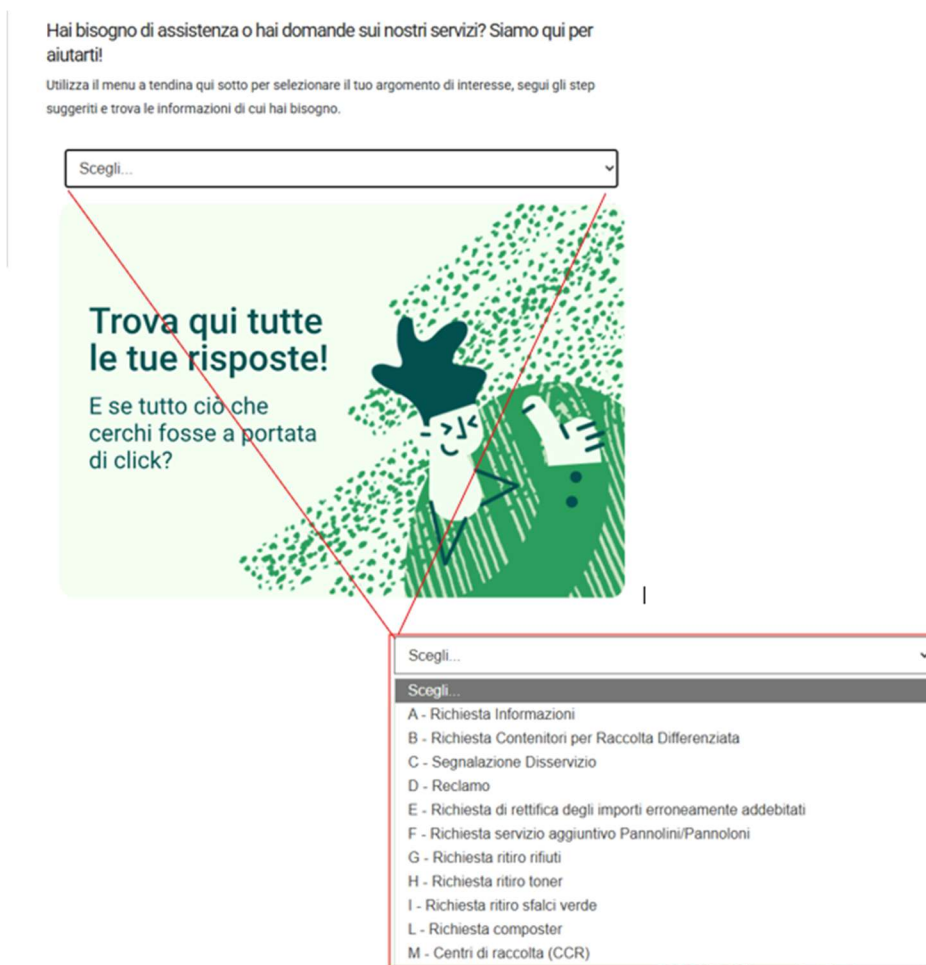 Hai bisogno di assistenza o hai domande sui nostri servizi? Siamo qui per
aiutarti!
Utilizza il menu a tendina qui sotto per selezionare il tuo argomento di interesse, segui gli step
suggeriti e trova le informazioni di cui hai bisogno.
Scegli...
Trova qui tutte
le tue risposte!
E se tutto ciò che
cerchi fosse a portata
di click?
Scegli...
Scegli...
A - Richiesta Informazioni
B - Richiesta Contenitori per Raccolta Differenziata
C - Segnalazione Disservizio
D - Reclamo
E - Richiesta di rettifica degli importi erroneamente addebitati
F - Richiesta servizio aggiuntivo Pannolini/Pannoloni
G - Richiesta ritiro rifiuti
H - Richiesta ritiro toner
I - Richiesta ritiro sfalci verde
L - Richiesta composter
M - Centri di raccolta (CCR)